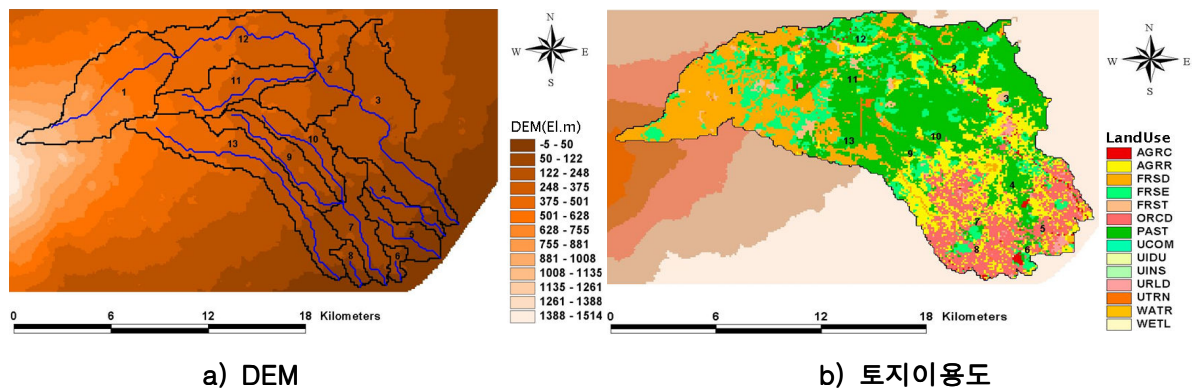 N
W E
S
DEM(El.m)
-5 - 50
50 - 122
122 - 248
248 - 375
375 - 501
501 - 628
628 - 755
755 - 881
881 - 1008
1008 - 1135
1135 - 1261
1261 - 1388
1388 - 1514
12
2
11
1
3
10
13
9
4
7
5
8
6
0 6 12 18 Kilometers
a) DEM
N
W E
S
LandUse
AGRC
AGRR
FRSD
FRSE
FRST
ORCD
PAST
UCOM
UIDU
UINS
URLD
UTRN
WATR
WETL
12
2
11
1
3
10
13
9
4
7
5
8
6
0 6 12 18 Kilometers
b) 토지이용도